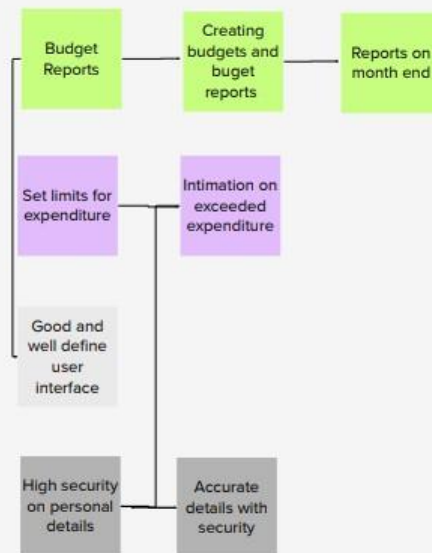 Budget
Reports
Creating
budgets and
buget
reports
Reports on
month end
Set limits for
expenditure
Intimation on
exceeded
expenditure
Good and
well define
user
interface
High security
on personal
details
Accurate
details with
security